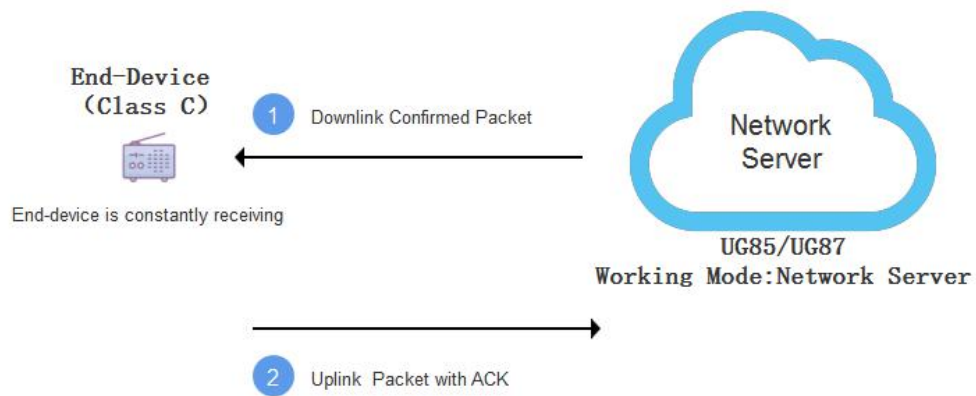 End-Device
(Class C)
1
Downlink Confirmed Packet
Network
Server
End-device is constantly receiving
UG85/UG87
Working Mode:Network Server
2
Uplink Packet with ACK